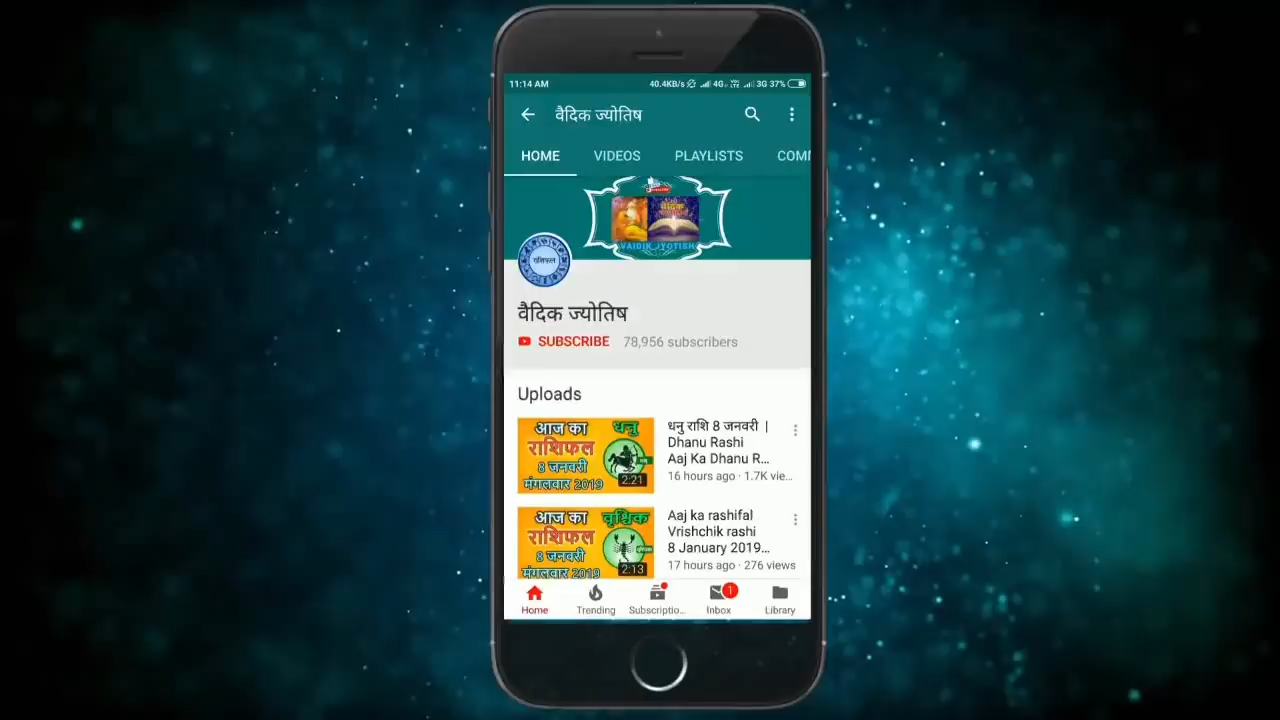 11:14 AM 40.4KB/s 4G 3G 37%
वैदिक ज्योतिष
HOME VIDEOS PLAYLISTS COMM
वैदिक
VAIDIK JYOTISH
राशिफल
वैदिक ज्योतिष
SUBSCRIBE 78,956 subscribers
Uploads
आज का धनु
राशिफल
8 जनवरी
मंगलवार 2019 2:21
धनु राशि 8 जनवरी |
Dhanu Rashi
Aaj Ka Dhanu R...
16 hours ago · 1.7K vie...
आज का वृश्चिक
राशिफल
8 जनवरी
मंगलवार 2019 2:13
Aaj ka rashifal
Vrishchik rashi
8 January 2019...
17 hours ago · 276 views
Home Trending Subscriptio... Inbox 1 Library